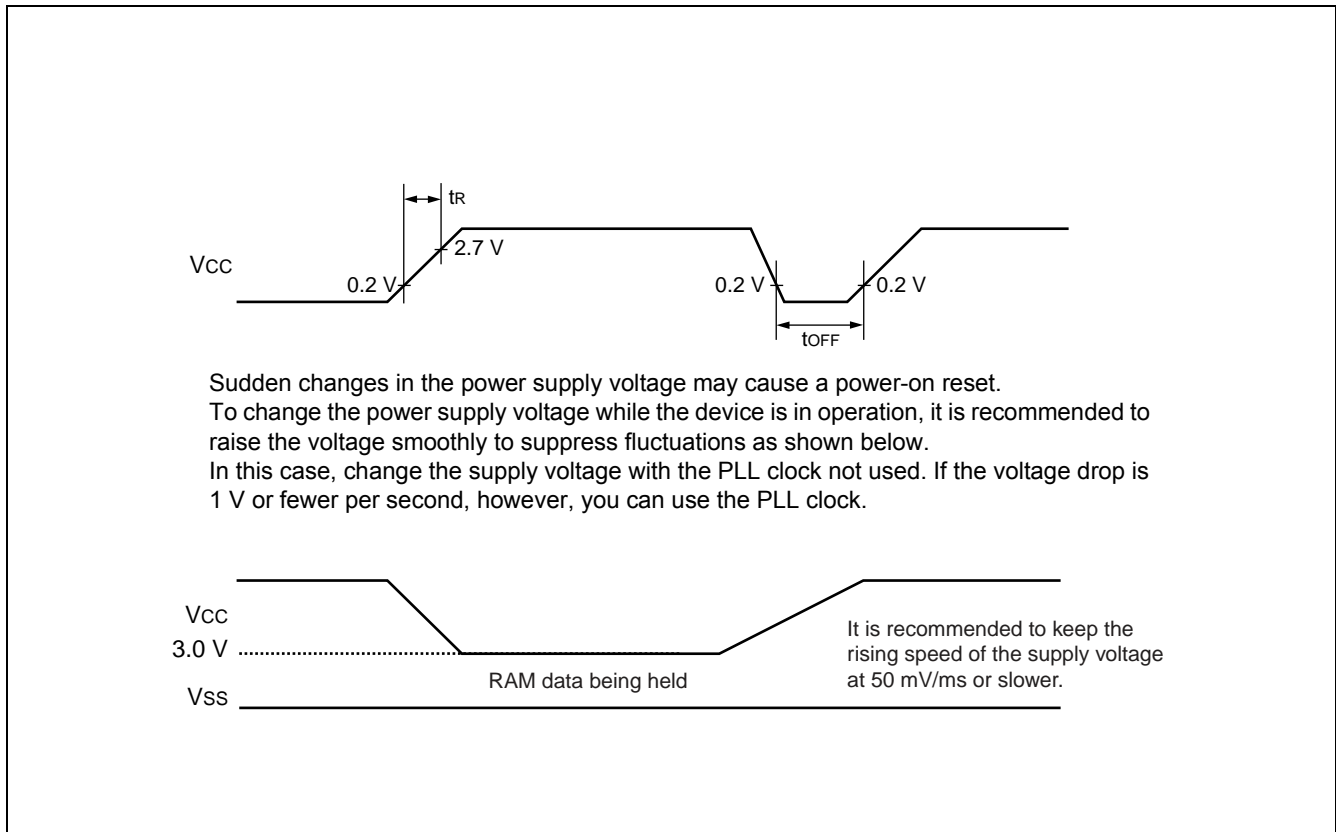 tR
VCC
0.2 V
2.7 V
0.2 V
0.2 V
tOFF
Sudden changes in the power supply voltage may cause a power-on reset.
To change the power supply voltage while the device is in operation, it is recommended to
raise the voltage smoothly to suppress fluctuations as shown below.
In this case, change the supply voltage with the PLL clock not used. If the voltage drop is
1 V or fewer per second, however, you can use the PLL clock.
VCC
3.0 V
VSS
RAM data being held
It is recommended to keep the
rising speed of the supply voltage
at 50 mV/ms or slower.